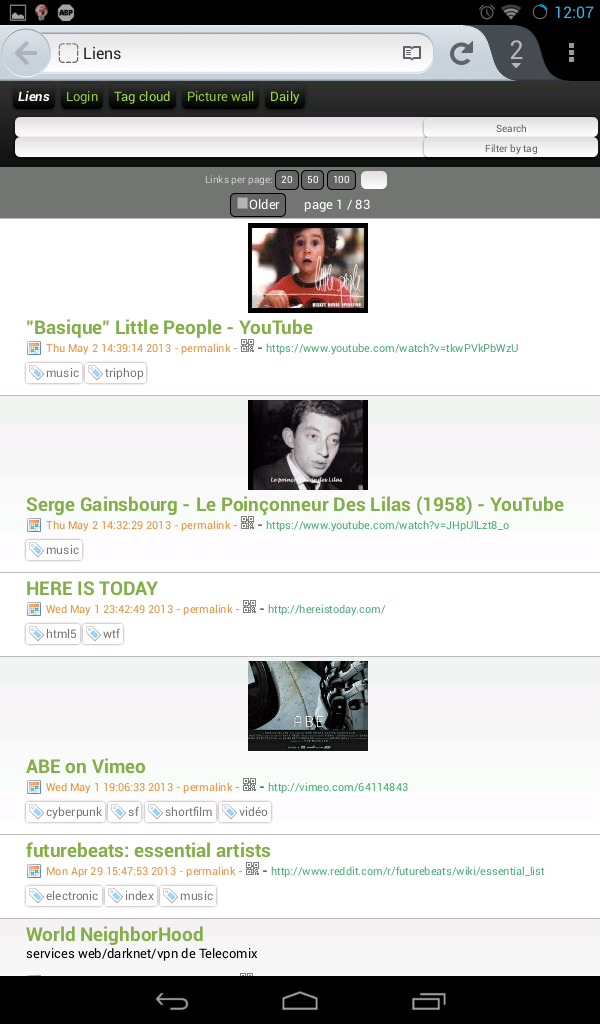 ABP 12:07
Liens 2
Liens Login Tag cloud Picture wall Daily
Search
Filter by tag
Links per page: 20 50 100
Older page 1 / 83
little people
"Basique" Little People - YouTube
Thu May 2 14:39:14 2013 - permalink - - https://www.youtube.com/watch?v=tkwPVkPbWzU
music triphop
Le poinçonneur des Lilas
Serge Gainsbourg - Le Poinçonneur Des Lilas (1958) - YouTube
Thu May 2 14:32:29 2013 - permalink - - https://www.youtube.com/watch?v=JHpUlLzt8_o
music
HERE IS TODAY
Wed May 1 23:42:49 2013 - permalink - - http://hereistoday.com/
html5 wtf
ABE
ABE on Vimeo
Wed May 1 19:06:33 2013 - permalink - - http://vimeo.com/64114843
cyberpunk sf shortfilm vidéo
futurebeats: essential artists
Mon Apr 29 15:47:53 2013 - permalink - - http://www.reddit.com/r/futurebeats/wiki/essential_list
electronic index music
World NeighborHood
services web/darknet/vpn de Telecomix